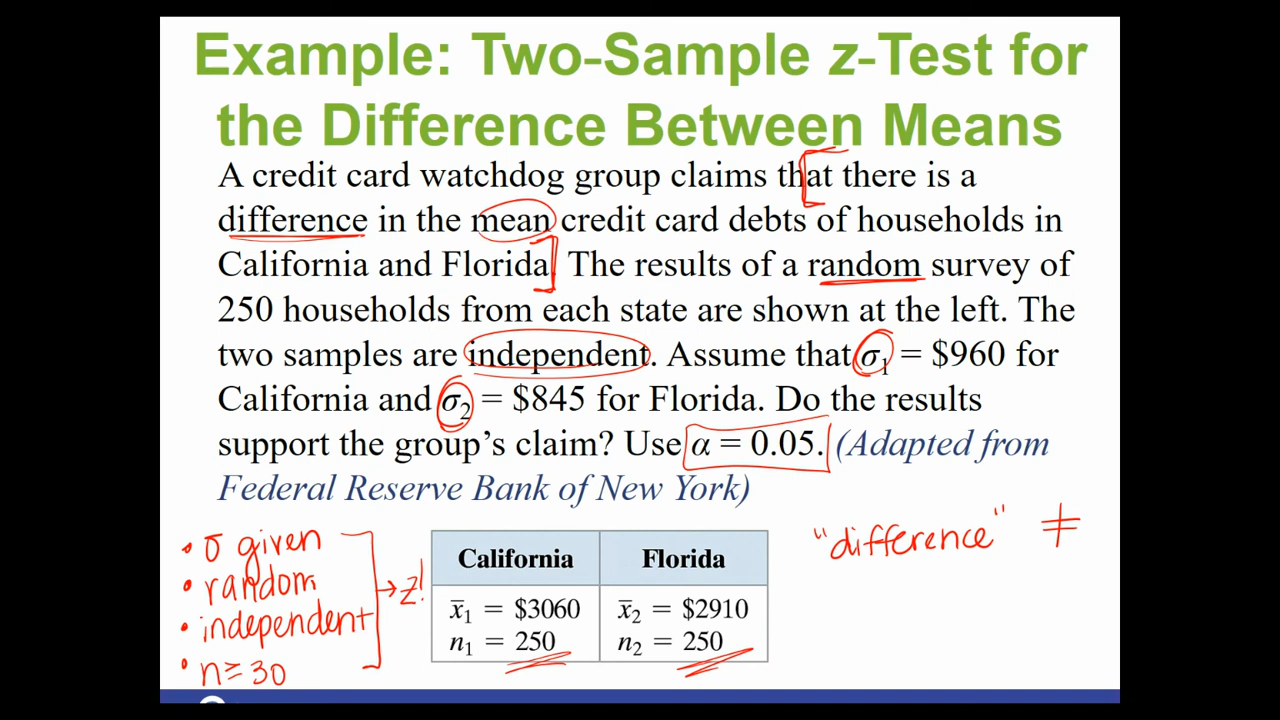 Example: Two-Sample z-Test for
the Difference Between Means
A credit card watchdog group claims that there is a
difference in the mean credit card debts of households in
California and Florida. The results of a random survey of
250 households from each state are shown at the left. The
two samples are independent. Assume that σ₁ = $960 for
California and σ₂ = $845 for Florida. Do the results
support the group’s claim? Use α = 0.05. (Adapted from
Federal Reserve Bank of New York)
• σ given
• random
• independent
• n ≥ 30
→ z!
California Florida
x̄₁ = $3060 x̄₂ = $2910
n₁ = 250 n₂ = 250
"difference" ≠